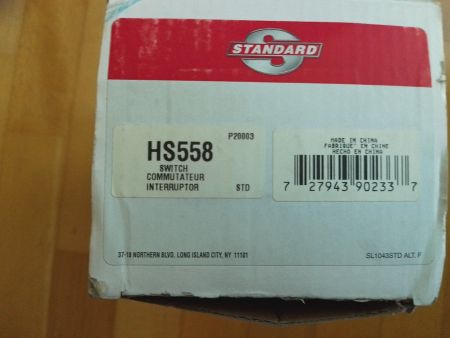 STANDARD
P20003
HS558
SWITCH
COMMUTATEUR
INTERRUPTOR STD
MADE IN CHINA
FABRIQUE' EN CHINE
HECHO EN CHINA
7 27943 90233 7
37-18 NORTHERN BLVD, LONG ISLAND CITY, NY 11101
SL1043STD ALT. F